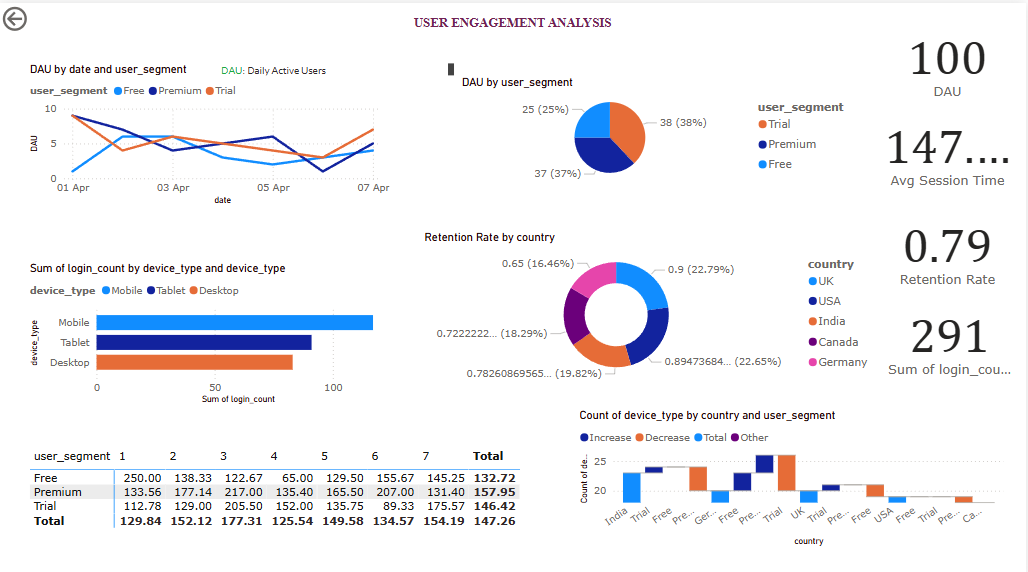 USER ENGAGEMENT ANALYSIS
DAU by date and user_segment
DAU: Daily Active Users
user_segment Free Premium Trial
DAU
10
5
0
01 Apr 03 Apr 05 Apr 07 Apr
date
DAU by user_segment
25 (25%)
38 (38%)
37 (37%)
user_segment
Trial
Premium
Free
100
DAU
147....
Avg Session Time
0.79
Retention Rate
291
Sum of login_cou...
Retention Rate by country
0.65 (16.46%)
0.9 (22.79%)
0.7222222... (18.29%)
0.89473684... (22.65%)
0.78260869565... (19.82%)
country
UK
USA
India
Canada
Germany
Sum of login_count by device_type and device_type
device_type Mobile Tablet Desktop
device_type
Mobile
Tablet
Desktop
0 50 100
Sum of login_count
user_segment 1 2 3 4 5 6 7 Total
Free 250.00 138.33 122.67 65.00 129.50 155.67 145.25 132.72
Premium 133.56 177.14 217.00 135.40 165.50 207.00 131.40 157.95
Trial 112.78 129.00 205.50 152.00 135.75 89.33 175.57 146.42
Total 129.84 152.12 177.31 125.54 149.58 134.57 154.19 147.26
Count of device_type by country and user_segment
Increase Decrease Total Other
Count of de...
25
20
India Trial Free Pre... Ger... Free Pre... Trial UK Trial Pre... Free USA Free Trial Pre... Ca...
country